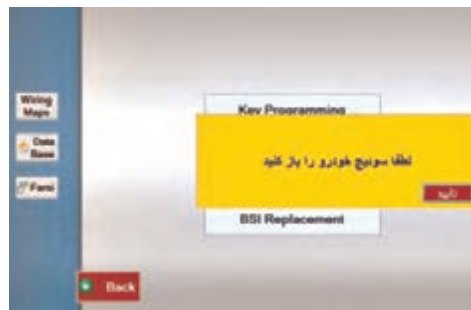 Wiring
Maps
Data
Base
Farsi
Key Programming
لطفا سوئیچ خودرو را باز کنید
تایید
BSI Replacement
Back